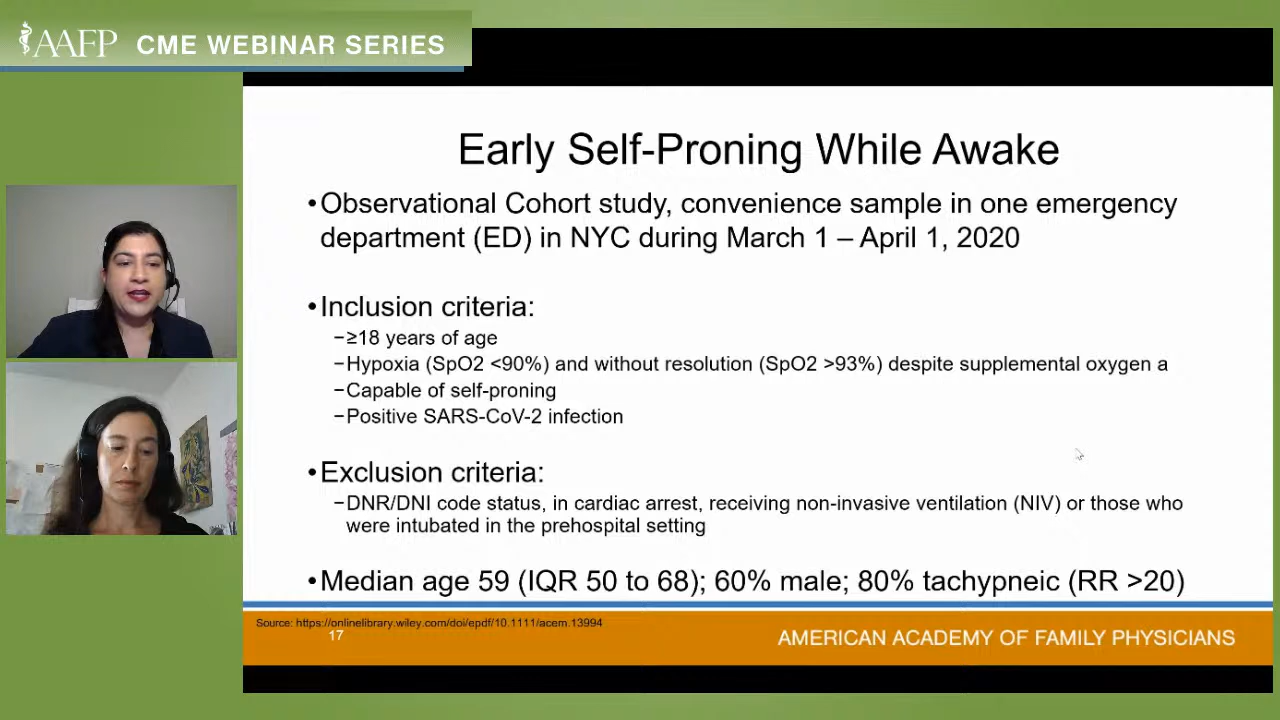 AAFP CME WEBINAR SERIES
Early Self-Proning While Awake
•Observational Cohort study, convenience sample in one emergency
department (ED) in NYC during March 1 – April 1, 2020
•Inclusion criteria:
−≥18 years of age
−Hypoxia (SpO2 <90%) and without resolution (SpO2 >93%) despite supplemental oxygen a
−Capable of self-proning
−Positive SARS-CoV-2 infection
•Exclusion criteria:
−DNR/DNI code status, in cardiac arrest, receiving non-invasive ventilation (NIV) or those who
were intubated in the prehospital setting
•Median age 59 (IQR 50 to 68); 60% male; 80% tachypneic (RR >20)
Source: https://onlinelibrary.wiley.com/doi/epdf/10.1111/acem.13994
17
AMERICAN ACADEMY OF FAMILY PHYSICIANS